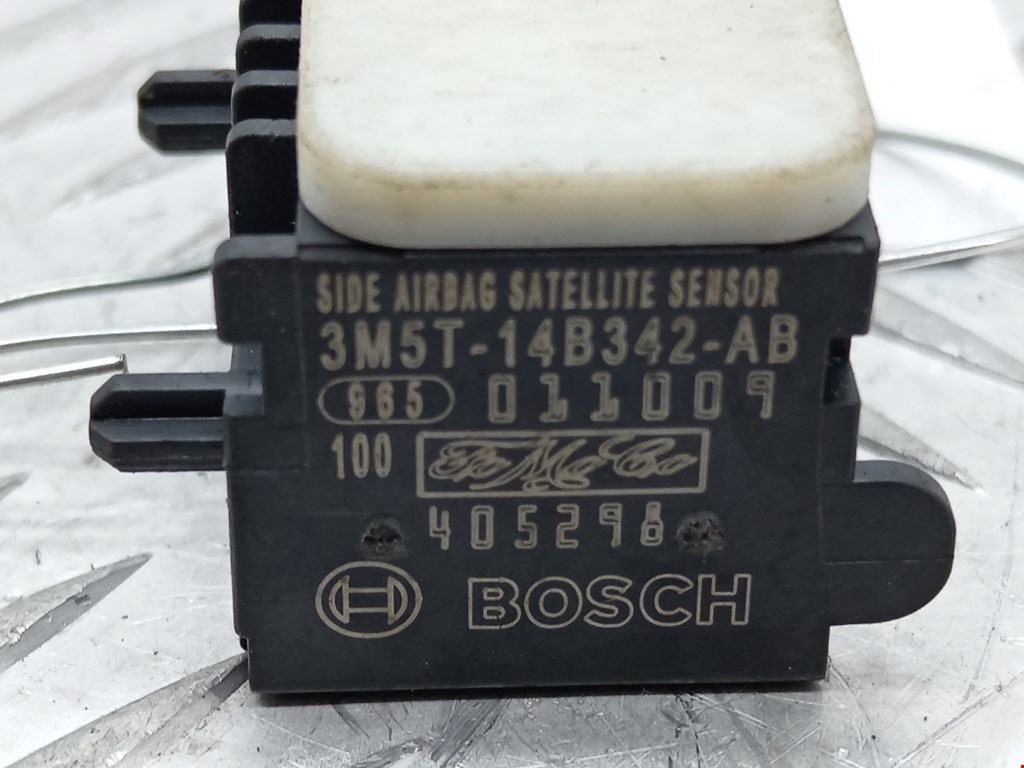 SIDE AIRBAG SATELLITE SENSOR
3M5T-14B342-AB
965 011009
100 FoMoCo
405298
BOSCH